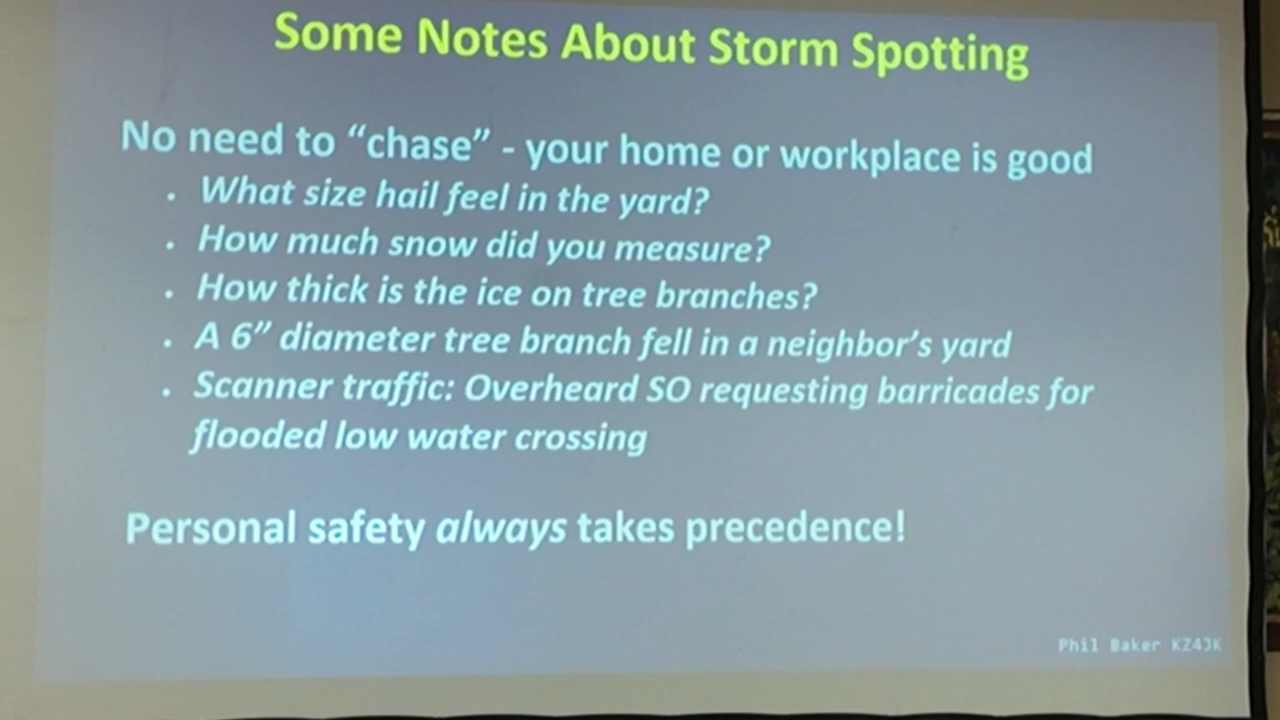 Some Notes About Storm Spotting
No need to “chase” - your home or workplace is good
. What size hail feel in the yard?
. How much snow did you measure?
. How thick is the ice on tree branches?
. A 6” diameter tree branch fell in a neighbor’s yard
. Scanner traffic: Overheard SO requesting barricades for
flooded low water crossing
Personal safety always takes precedence!
Phil Baker KZ4JK